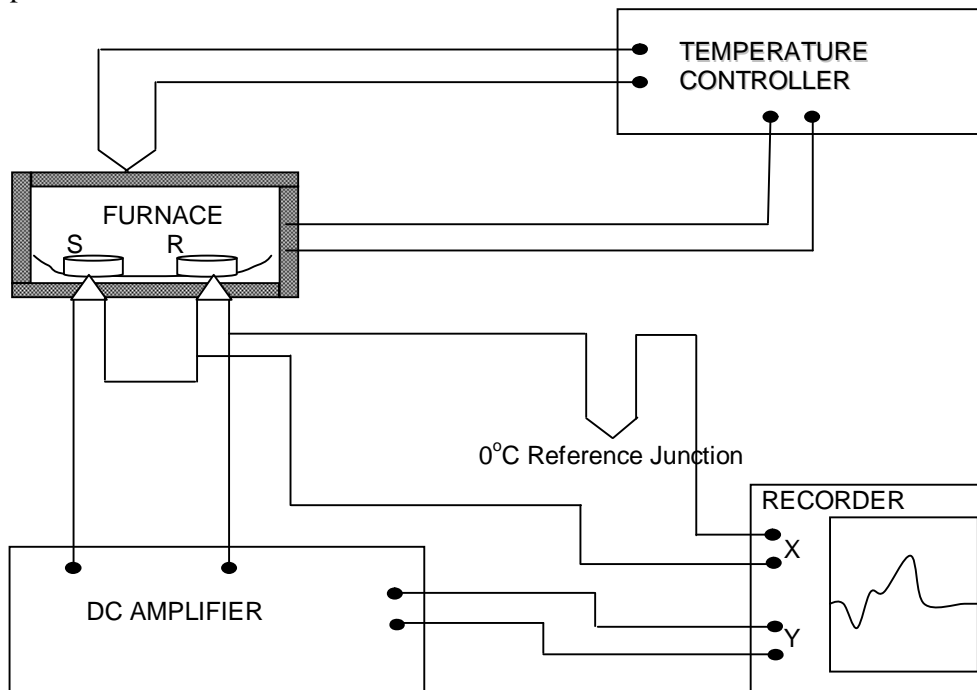 TEMPERATURE
CONTROLLER
FURNACE
S R
0°C Reference Junction
RECORDER
X
DC AMPLIFIER
Y